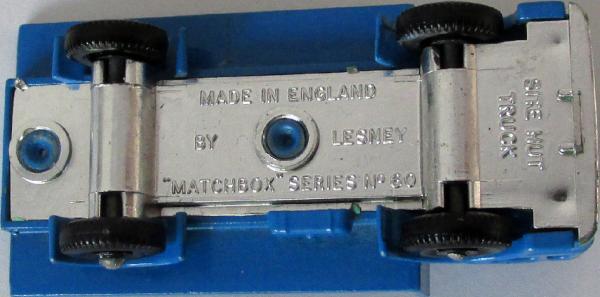 MADE IN ENGLAND
BY LESNEY
"MATCHBOX" SERIES Nº 60
SITE HUT
TRUCK